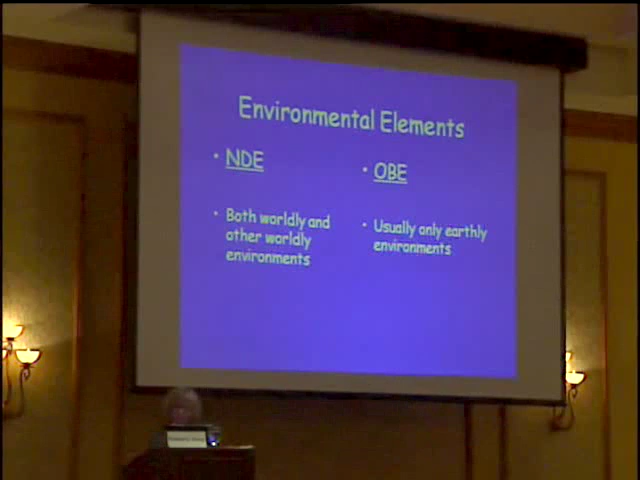 Environmental Elements
• NDE
• Both worldly and
other worldly
environments
• OBE
• Usually only earthly
environments